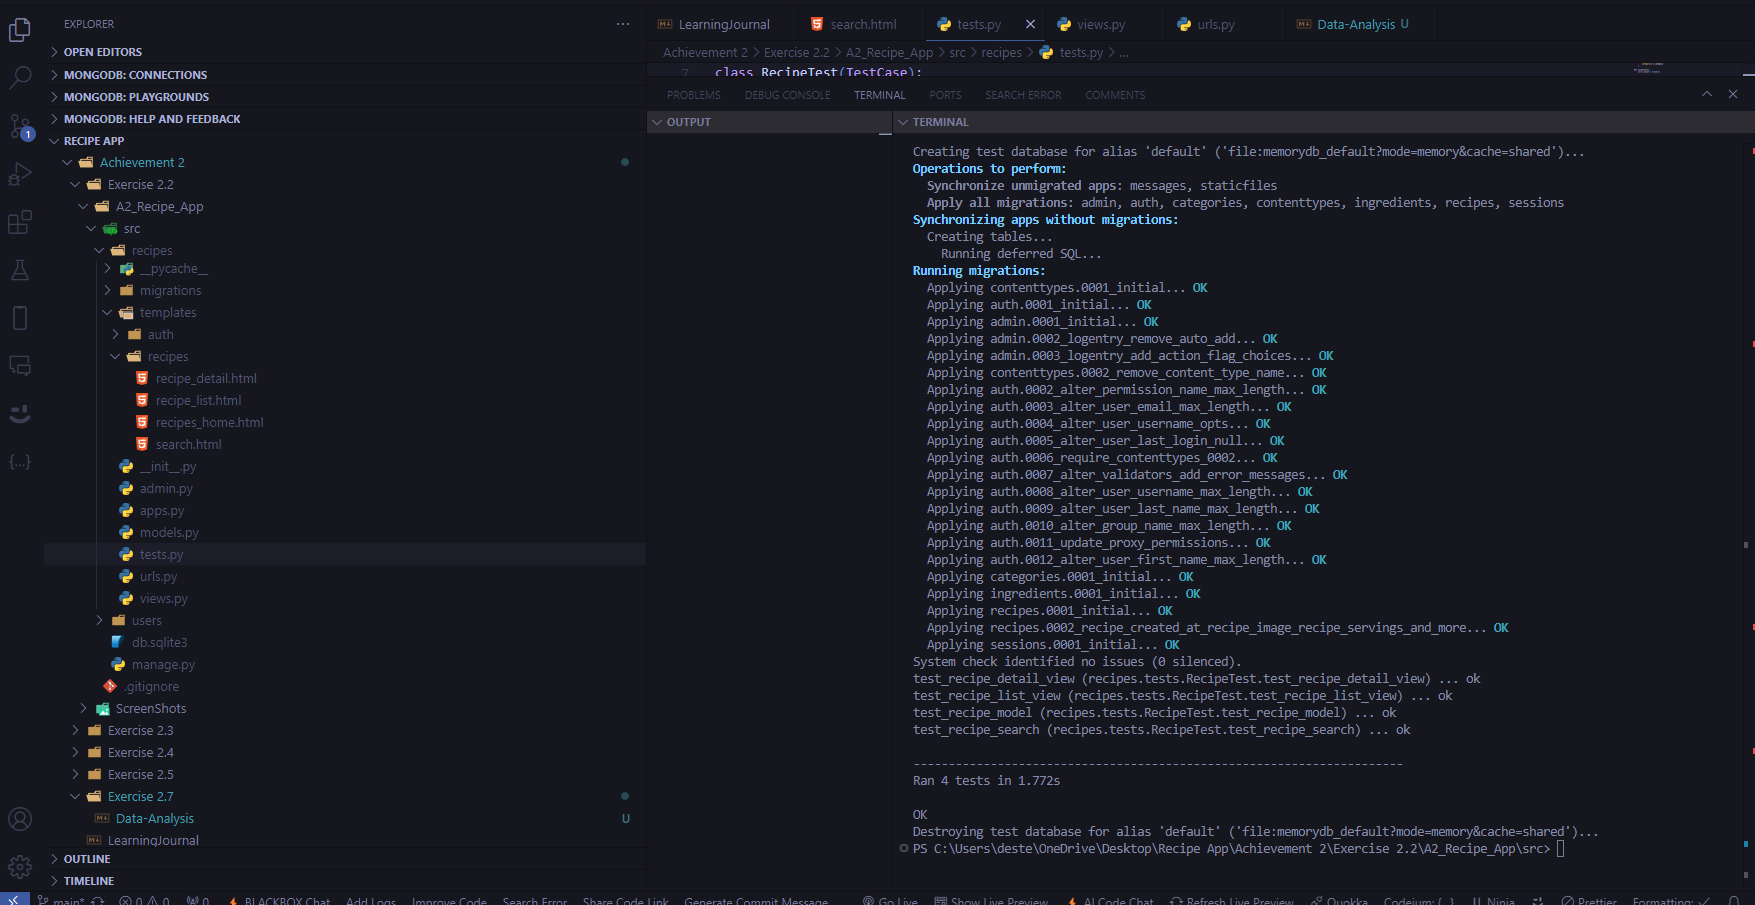 EXPLORER
OPEN EDITORS
MONGODB: CONNECTIONS
MONGODB: PLAYGROUNDS
MONGODB: HELP AND FEEDBACK
RECIPE APP
Achievement 2
Exercise 2.2
A2_Recipe_App
src
recipes
__pycache__
migrations
templates
auth
recipes
recipe_detail.html
recipe_list.html
recipes_home.html
search.html
__init__.py
admin.py
apps.py
models.py
tests.py
urls.py
views.py
users
db.sqlite3
manage.py
.gitignore
ScreenShots
Exercise 2.3
Exercise 2.4
Exercise 2.5
Exercise 2.7
Data-Analysis U
LearningJournal
OUTLINE
TIMELINE
1
LearningJournal search.html tests.py views.py urls.py Data-Analysis U
Achievement 2 > Exercise 2.2 > A2_Recipe_App > src > recipes > tests.py > ...
7 class RecipeTest(TestCase):
PROBLEMS DEBUG CONSOLE TERMINAL PORTS SEARCH ERROR COMMENTS
OUTPUT
TERMINAL
Creating test database for alias 'default' ('file:memorydb_default?mode=memory&cache=shared')...
Operations to perform:
Synchronize unmigrated apps: messages, staticfiles
Apply all migrations: admin, auth, categories, contenttypes, ingredients, recipes, sessions
Synchronizing apps without migrations:
Creating tables...
Running deferred SQL...
Running migrations:
Applying contenttypes.0001_initial... OK
Applying auth.0001_initial... OK
Applying admin.0001_initial... OK
Applying admin.0002_logentry_remove_auto_add... OK
Applying admin.0003_logentry_add_action_flag_choices... OK
Applying contenttypes.0002_remove_content_type_name... OK
Applying auth.0002_alter_permission_name_max_length... OK
Applying auth.0003_alter_user_email_max_length... OK
Applying auth.0004_alter_user_username_opts... OK
Applying auth.0005_alter_user_last_login_null... OK
Applying auth.0006_require_contenttypes_0002... OK
Applying auth.0007_alter_validators_add_error_messages... OK
Applying auth.0008_alter_user_username_max_length... OK
Applying auth.0009_alter_user_last_name_max_length... OK
Applying auth.0010_alter_group_name_max_length... OK
Applying auth.0011_update_proxy_permissions... OK
Applying auth.0012_alter_user_first_name_max_length... OK
Applying categories.0001_initial... OK
Applying ingredients.0001_initial... OK
Applying recipes.0001_initial... OK
Applying recipes.0002_recipe_created_at_recipe_image_recipe_servings_and_more... OK
Applying sessions.0001_initial... OK
System check identified no issues (0 silenced).
test_recipe_detail_view (recipes.tests.RecipeTest.test_recipe_detail_view) ... ok
test_recipe_list_view (recipes.tests.RecipeTest.test_recipe_list_view) ... ok
test_recipe_model (recipes.tests.RecipeTest.test_recipe_model) ... ok
test_recipe_search (recipes.tests.RecipeTest.test_recipe_search) ... ok
----------------------------------------------------------------------
Ran 4 tests in 1.772s
OK
Destroying test database for alias 'default' ('file:memorydb_default?mode=memory&cache=shared')...
PS C:\Users\deste\OneDrive\Desktop\Recipe App\Achievement 2\Exercise 2.2\A2_Recipe_App\src>
main* 0 0 0 BLACKBOX Chat Add Logs Improve Code Search Error Share Code Link Generate Commit Message Go Live Show Live Preview AI Code Chat Refresh Live Preview Quokka Codeium: {..} Ninja Prettier Formatting: ✓